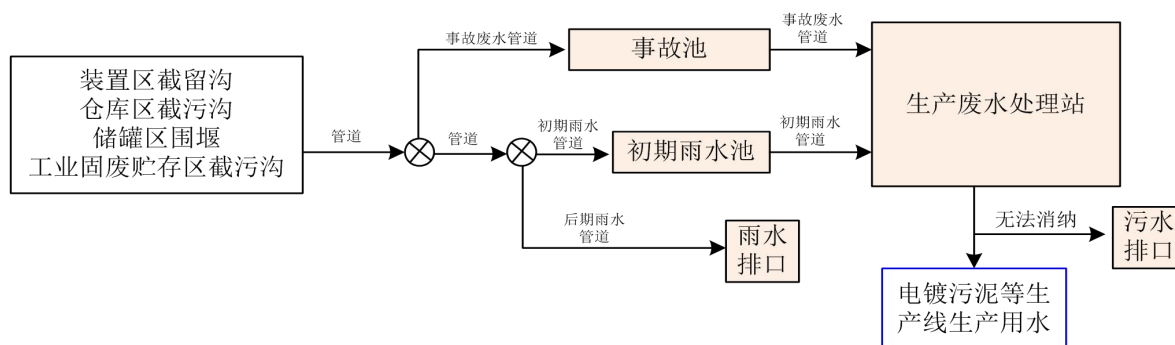 装置区截留沟
仓库区截污沟
储罐区围堰
工业固废贮存区截污沟
管道
事故废水管道
事故池
事故废水
管道
管道
初期雨水
管道
初期雨水池
初期雨水
管道
生产废水处理站
后期雨水
管道
雨水
排口
无法消纳
污水
排口
电镀污泥等生
产线生产用水